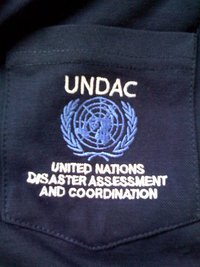 UNDAC
UNITED NATIONS
DISASTER ASSESSMENT
AND COORDINATION